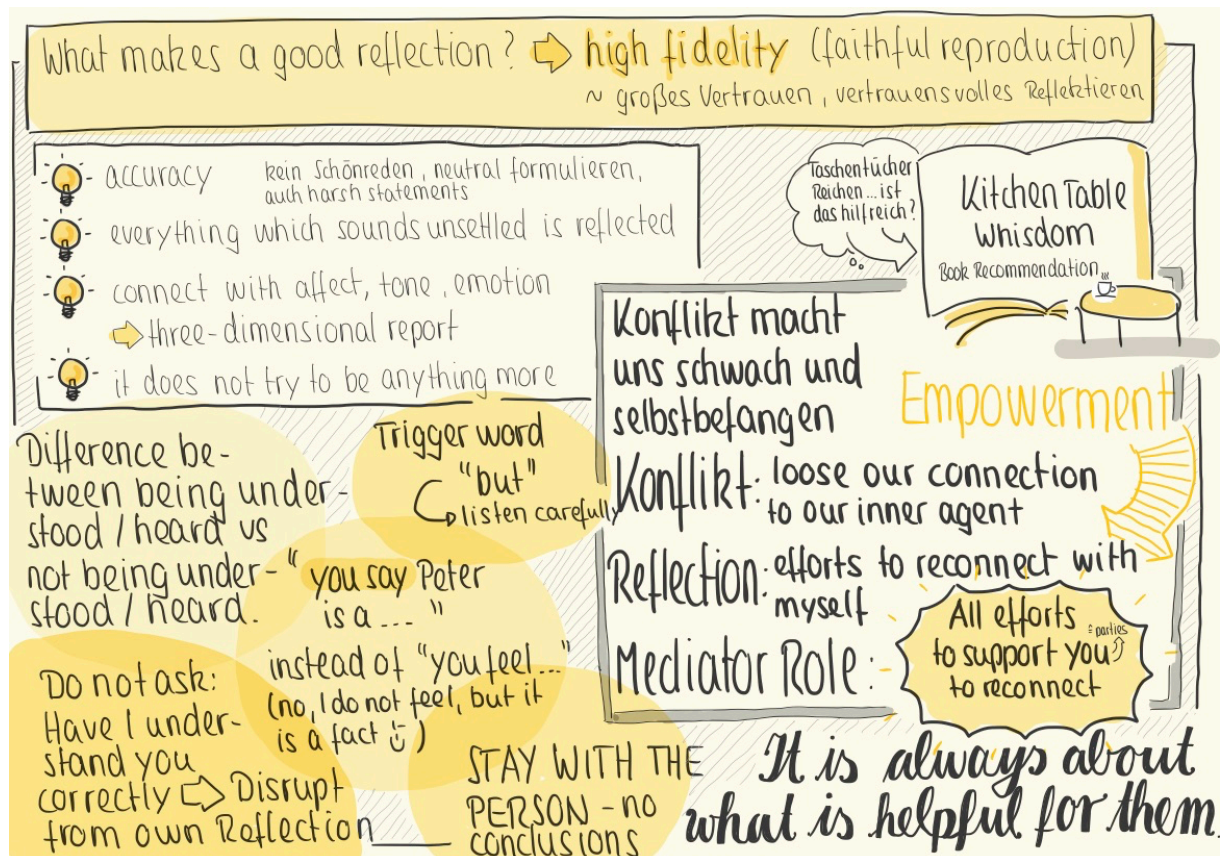 What makes a good reflection? ⇨ high fidelity (faithful reproduction)
~ großes Vertrauen, vertrauensvolles Reflektieren
- accuracy kein Schönreden, neutral formulieren,
auch harsh statements
- everything which sounds unsettled is reflected
- connect with affect, tone, emotion
⇨ three-dimensional report
- it does not try to be anything more
Taschentücher
Reichen... ist
das hilfreich?
Kitchen Table
Whisdom
Book Recommendation
Konflikt macht
uns schwach und
selbstbefangen
Empowerment
Konflikt: loose our connection
to our inner agent
Reflection: efforts to reconnect with
myself
Mediator Role:
All efforts
to support you
≙ parties
to reconnect
Difference be-
tween being under-
stood / heard vs
not being under-
stood / heard.
Trigger word
"but"
listen carefully
"you say Peter
is a ...."
instead of "you feel..."
(no, I do not feel, but it
is a fact)
Do not ask:
Have I under-
stand you
correctly ⇨ Disrupt
from own Reflection
STAY WITH THE
PERSON - no
conclusions
It is always about
what is helpful for them.